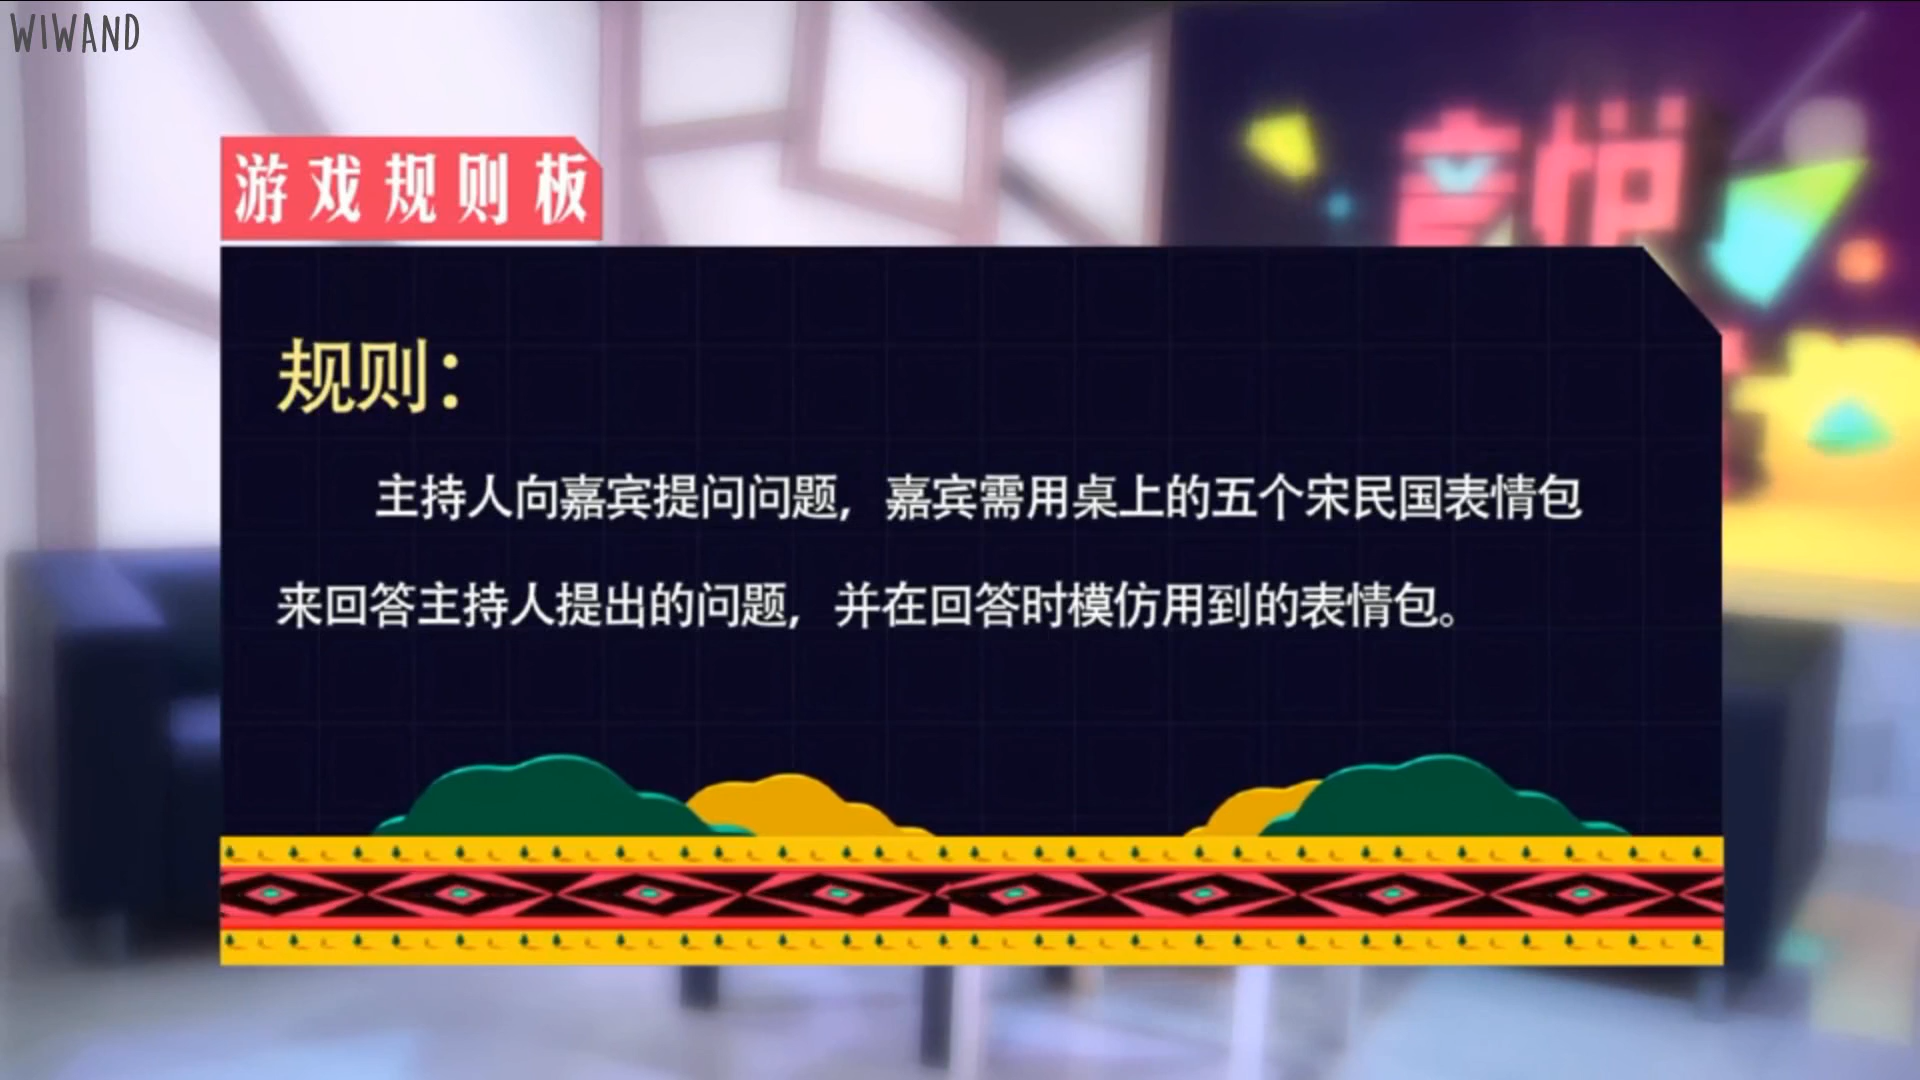 WIWAND
音悦
游戏规则板
规则：
主持人向嘉宾提问问题，嘉宾需用桌上的五个宋民国表情包
来回答主持人提出的问题，并在回答时模仿用到的表情包。